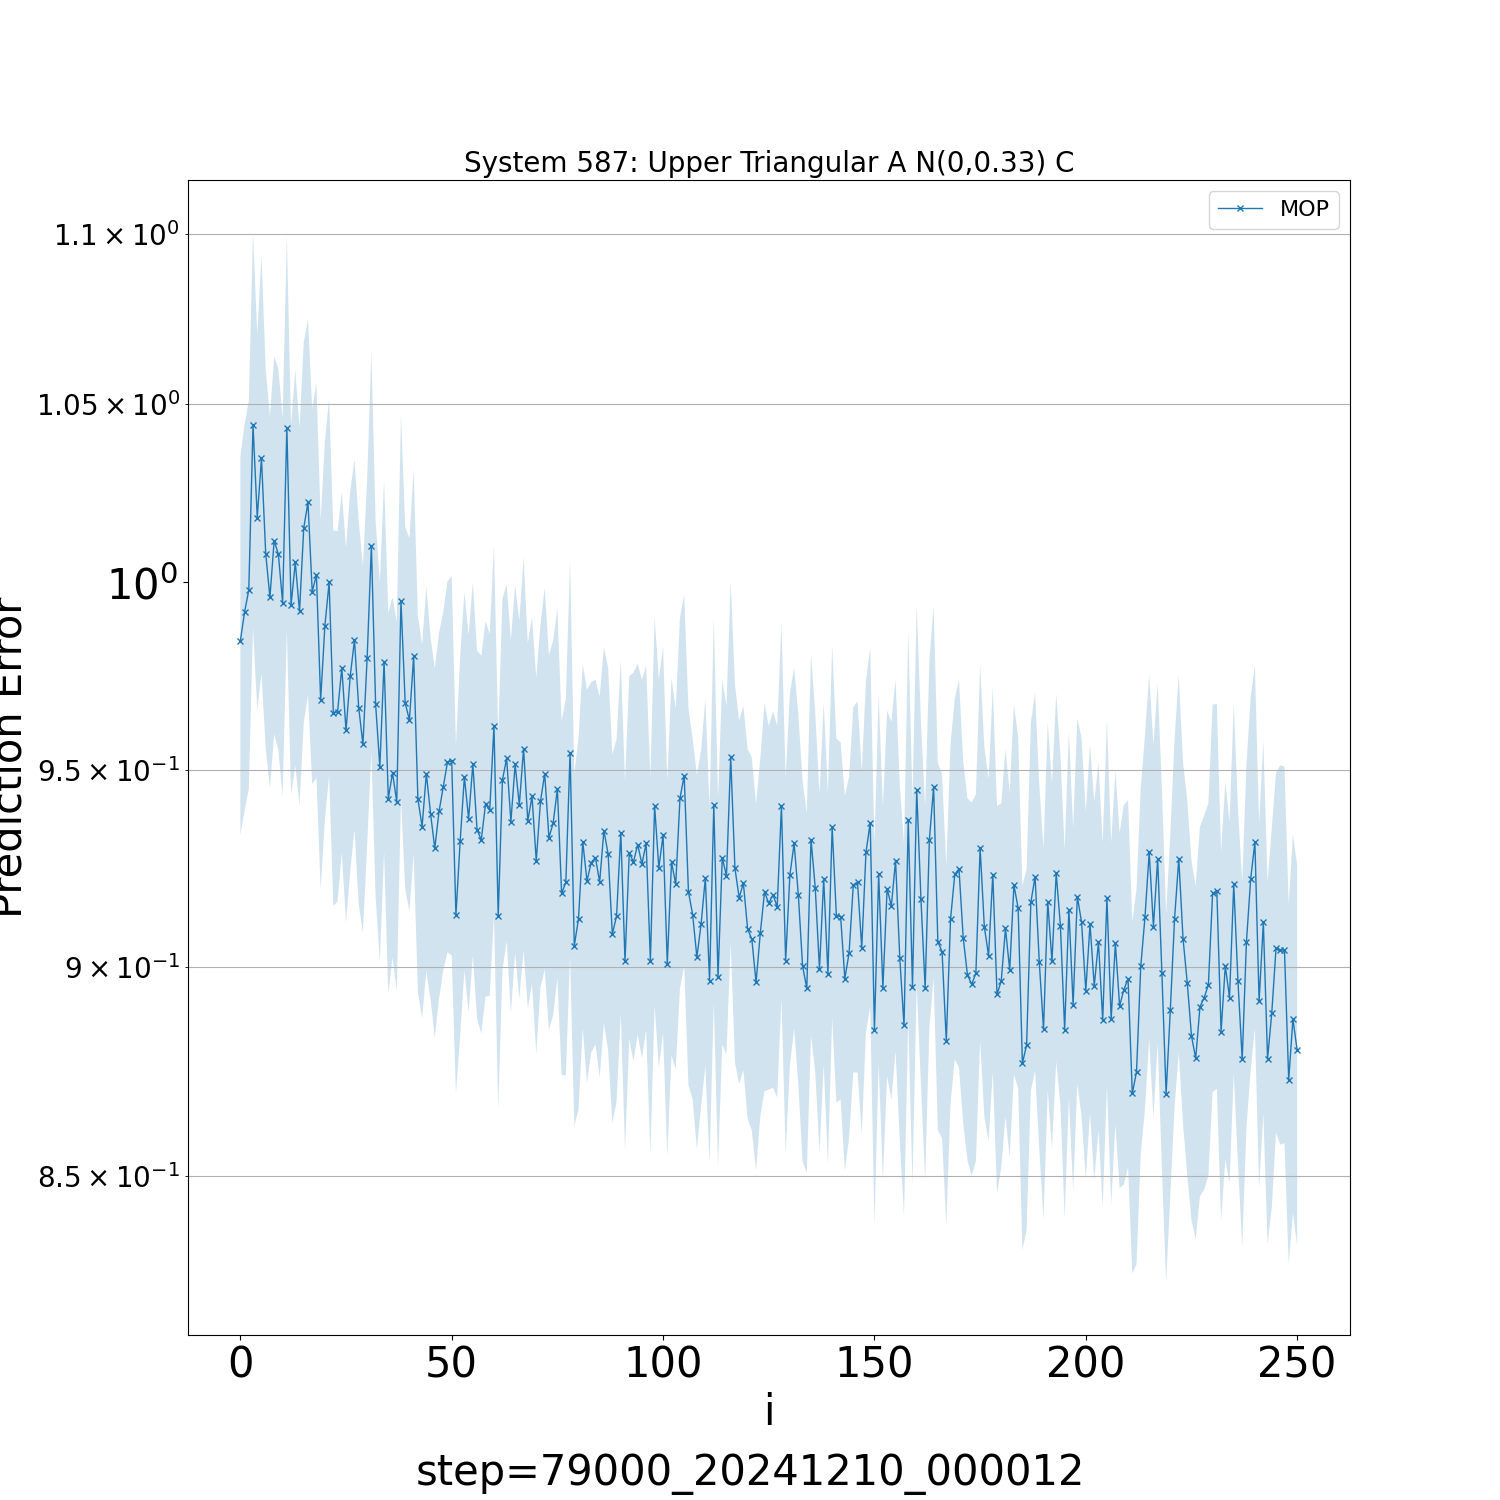 System 587: Upper Triangular A N(0,0.33) C
MOP
1.1 × 10⁰
1.05 × 10⁰
10⁰
9.5 × 10⁻¹
9 × 10⁻¹
8.5 × 10⁻¹
Prediction Error
0 50 100 150 200 250
i
step=79000_20241210_000012